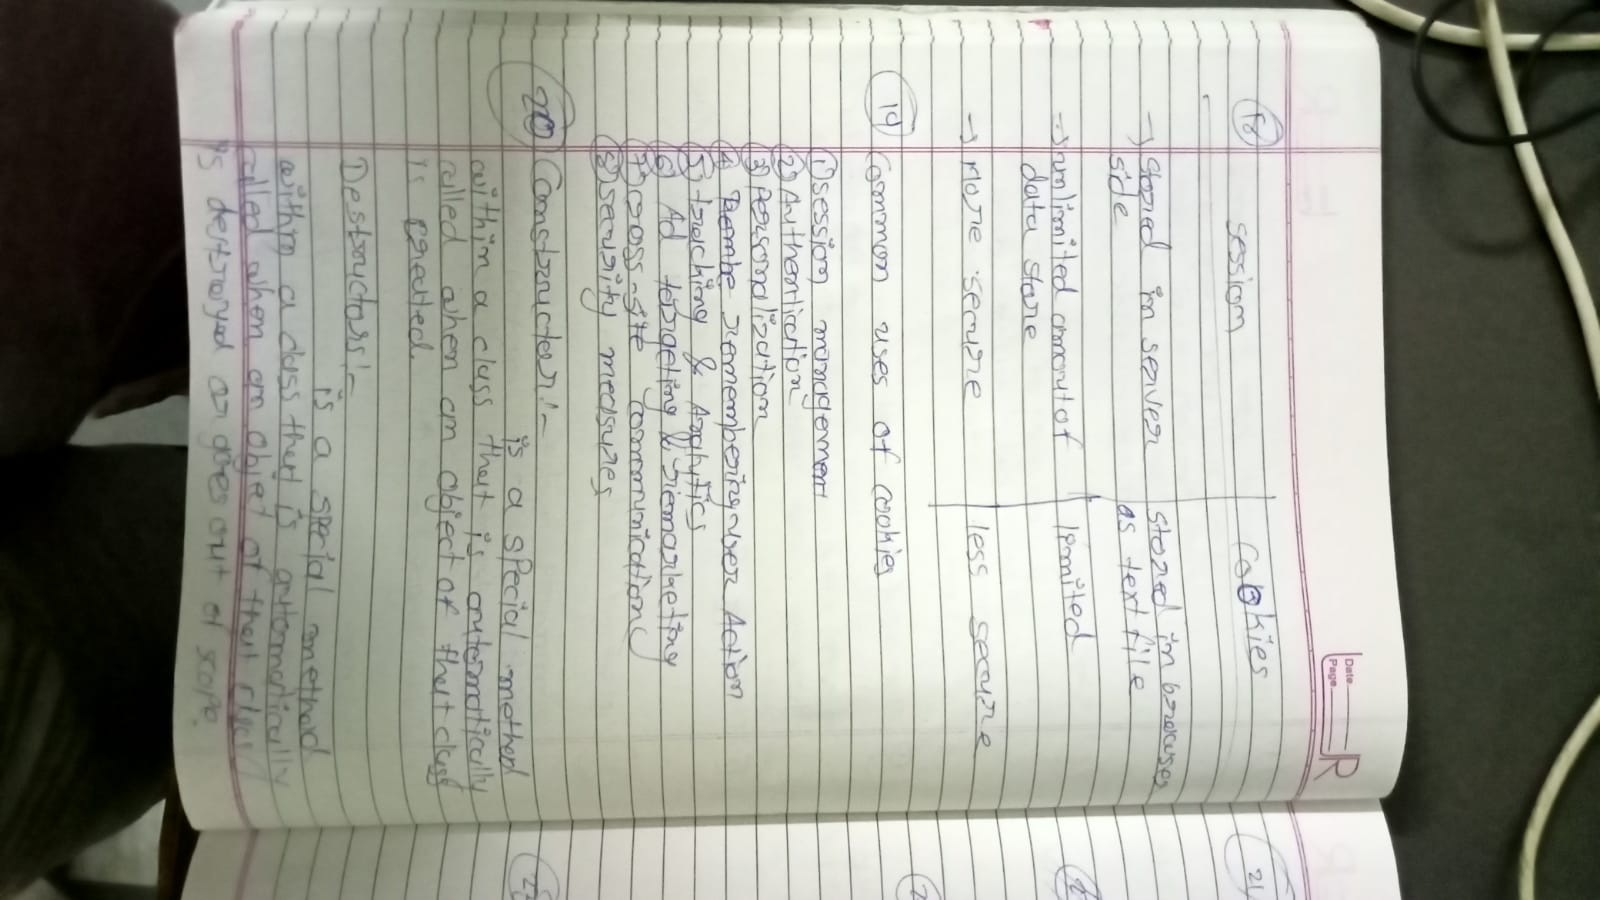 Date.
Page.
R
18 session cookies
→ stored in server stored in browser
side as text file
→ unlimited amount of limited
data store
→ more secure less secure
19 Common uses of cookies
1) session management
2) Authentication
3) personalization
4 remembering user Action
5) tracking & Analytics
6) Ad targeting & remarketing
7) cross-site communication
8) security measures
20 Constructor:-
is a special method
within a class that is automatically
called when an object of that class
is created.
Destructors:-
is a special method
within a class that is automatically
called when an object of that class
is destroyed or goes out of scope.
21